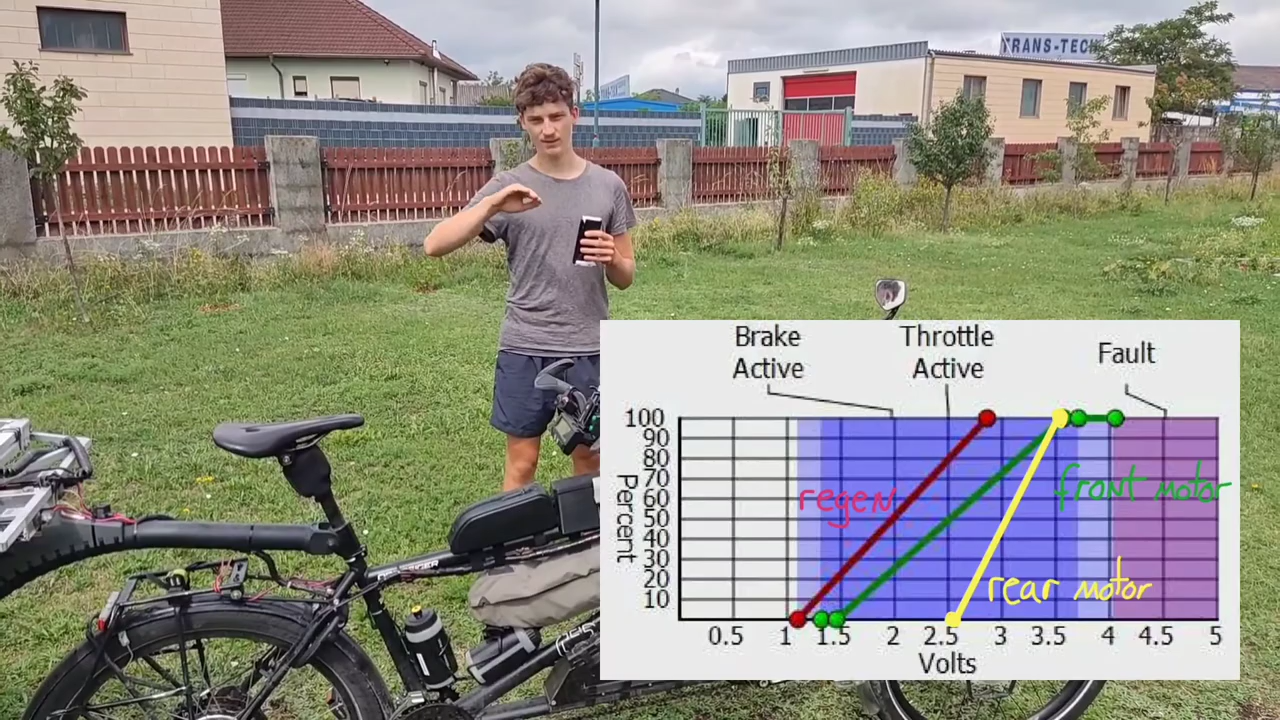 TRANS-TECH
Brake
Active
Throttle
Active
Fault
100
90
80
70
60
50
40
30
20
10
Percent
regen
front motor
rear motor
0.5
1
1.5
2
2.5
3
3.5
4
4.5
5
Volts